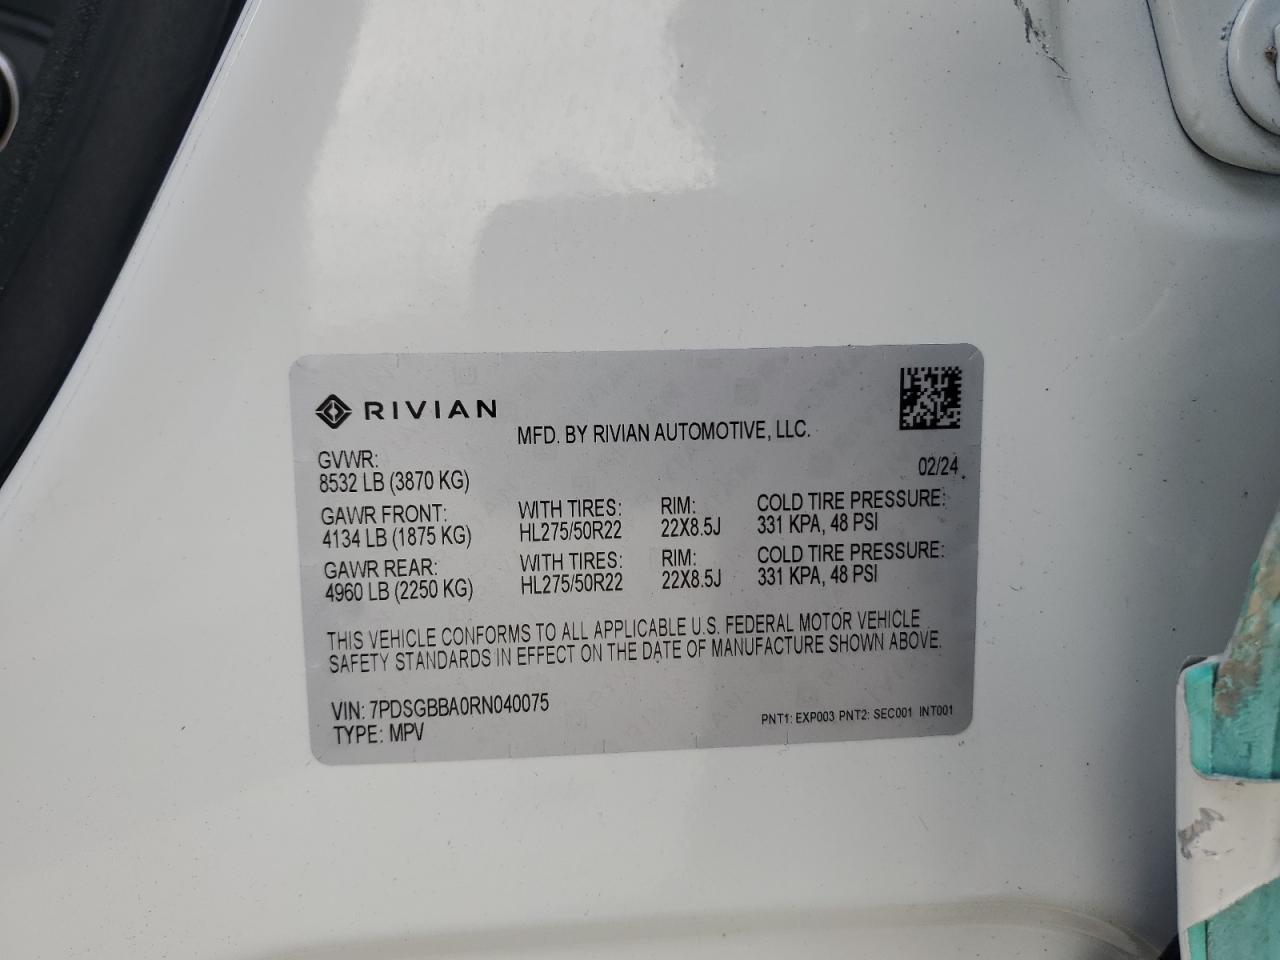 RIVIAN
MFD. BY RIVIAN AUTOMOTIVE, LLC.
GVWR:
8532 LB (3870 KG)
02/24
GAWR FRONT: WITH TIRES: RIM: COLD TIRE PRESSURE:
4134 LB (1875 KG) HL275/50R22 22X8.5J 331 KPA, 48 PSI
GAWR REAR: WITH TIRES: RIM: COLD TIRE PRESSURE:
4960 LB (2250 KG) HL275/50R22 22X8.5J 331 KPA, 48 PSI
THIS VEHICLE CONFORMS TO ALL APPLICABLE U.S. FEDERAL MOTOR VEHICLE
SAFETY STANDARDS IN EFFECT ON THE DATE OF MANUFACTURE SHOWN ABOVE.
VIN: 7PDSGBBA0RN040075
TYPE: MPV
PNT1: EXP003 PNT2: SEC001 INT001